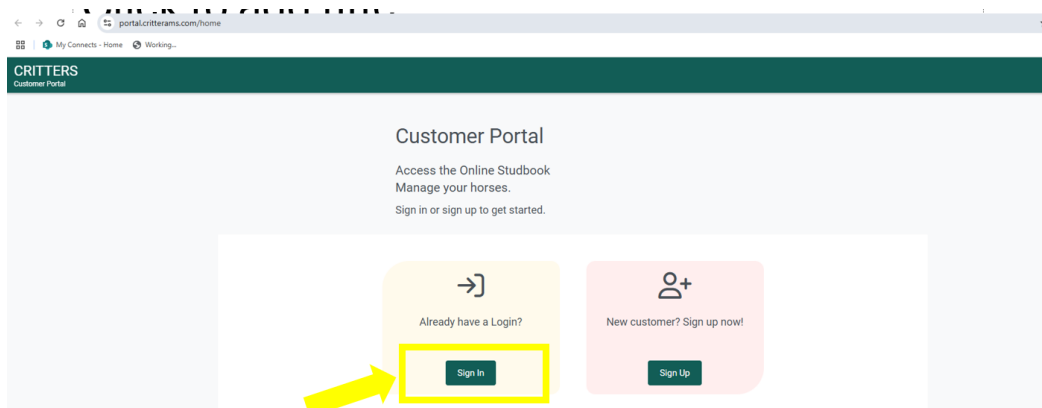 portal.critterams.com/home
My Connects - Home Working...
CRITTERS
Customer Portal
Customer Portal
Access the Online Studbook
Manage your horses.
Sign in or sign up to get started.
Already have a Login?
New customer? Sign up now!
Sign In
Sign Up